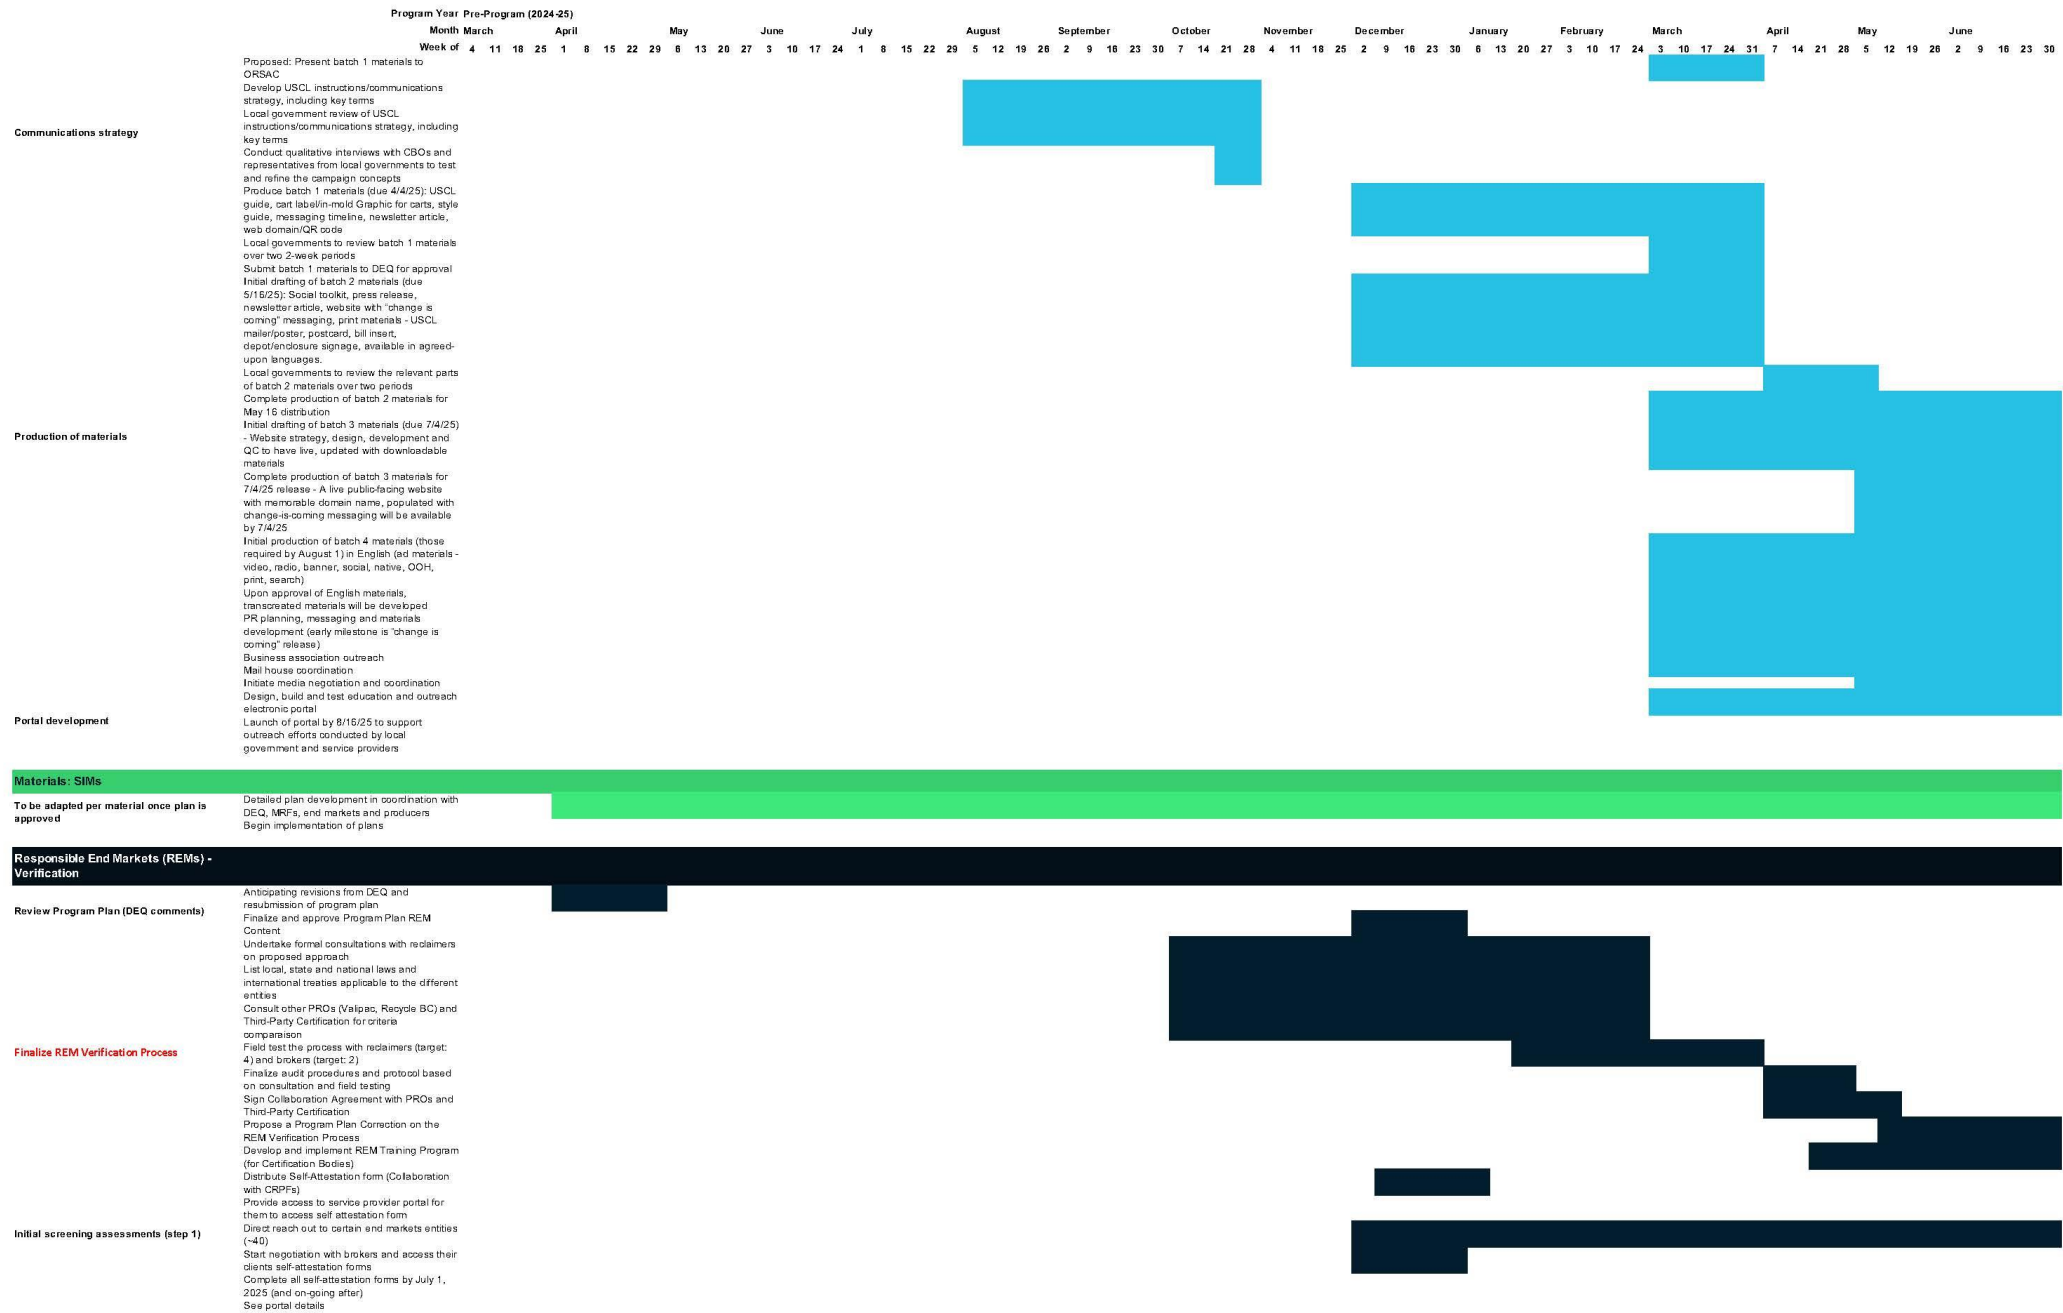 Program Year Pre-Program (2024-25)
Month March April May June July August September October November December January February March April May June
Week of 4 11 18 25 1 8 15 22 29 6 13 20 27 3 10 17 24 1 8 15 22 29 5 12 19 26 2 9 16 23 30 7 14 21 28 4 11 18 25 2 9 16 23 30 6 13 20 27 3 10 17 24 3 10 17 24 31 7 14 21 28 5 12 19 26 2 9 16 23 30
Proposed: Present batch 1 materials to
ORSAC
Communications strategy
Develop USCL instructions/communications
strategy, including key terms
Local government review of USCL
instructions/communications strategy, including
key terms
Conduct qualitative interviews with CBOs and
representatives from local governments to test
and refine the campaign concepts
Production of materials
Produce batch 1 materials (due 4/4/25): USCL
guide, cart label/in-mold Graphic for carts, style
guide, messaging timeline, newsletter article,
web domain/QR code
Local governments to review batch 1 materials
over two 2-week periods
Submit batch 1 materials to DEQ for approval
Initial drafting of batch 2 materials (due
5/16/25): Social toolkit, press release,
newsletter article, website with "change is
coming" messaging, print materials - USCL
mailer/poster, postcard, bill insert,
depot/enclosure signage, available in agreed-
upon languages.
Local governments to review the relevant parts
of batch 2 materials over two periods
Complete production of batch 2 materials for
May 16 distribution
Initial drafting of batch 3 materials (due 7/4/25)
- Website strategy, design, development and
QC to have live, updated with downloadable
materials
Complete production of batch 3 materials for
7/4/25 release - A live public-facing website
with memorable domain name, populated with
change-is-coming messaging will be available
by 7/4/25
Initial production of batch 4 materials (those
required by August 1) in English (ad materials -
video, radio, banner, social, native, OOH,
print, search)
Upon approval of English materials,
transcreated materials will be developed
PR planning, messaging and materials
development (early milestone is "change is
coming" release)
Business association outreach
Mail house coordination
Initiate media negotiation and coordination
Portal development
Design, build and test education and outreach
electronic portal
Launch of portal by 8/16/25 to support
outreach efforts conducted by local
government and service providers
Materials: SIMs
To be adapted per material once plan is
approved
Detailed plan development in coordination with
DEQ, MRFs, end markets and producers
Begin implementation of plans
Responsible End Markets (REMs) -
Verification
Review Program Plan (DEQ comments)
Anticipating revisions from DEQ and
resubmission of program plan
Finalize and approve Program Plan REM
Content
Finalize REM Verification Process
Undertake formal consultations with reclaimers
on proposed approach
List local, state and national laws and
international treaties applicable to the different
entities
Consult other PROs (Valipac, Recycle BC) and
Third-Party Certification for criteria
comparaison
Field test the process with reclaimers (target:
4) and brokers (target: 2)
Finalize audit procedures and protocol based
on consultation and field testing
Sign Collaboration Agreement with PROs and
Third-Party Certification
Propose a Program Plan Correction on the
REM Verification Process
Develop and implement REM Training Program
(for Certification Bodies)
Initial screening assessments (step 1)
Distribute Self-Attestation form (Collaboration
with CRPFs)
Provide access to service provider portal for
them to access self attestation form
Direct reach out to certain end markets entities
(~40)
Start negotiation with brokers and access their
clients self-attestation forms
Complete all self-attestation forms by July 1,
2025 (and on-going after)
See portal details